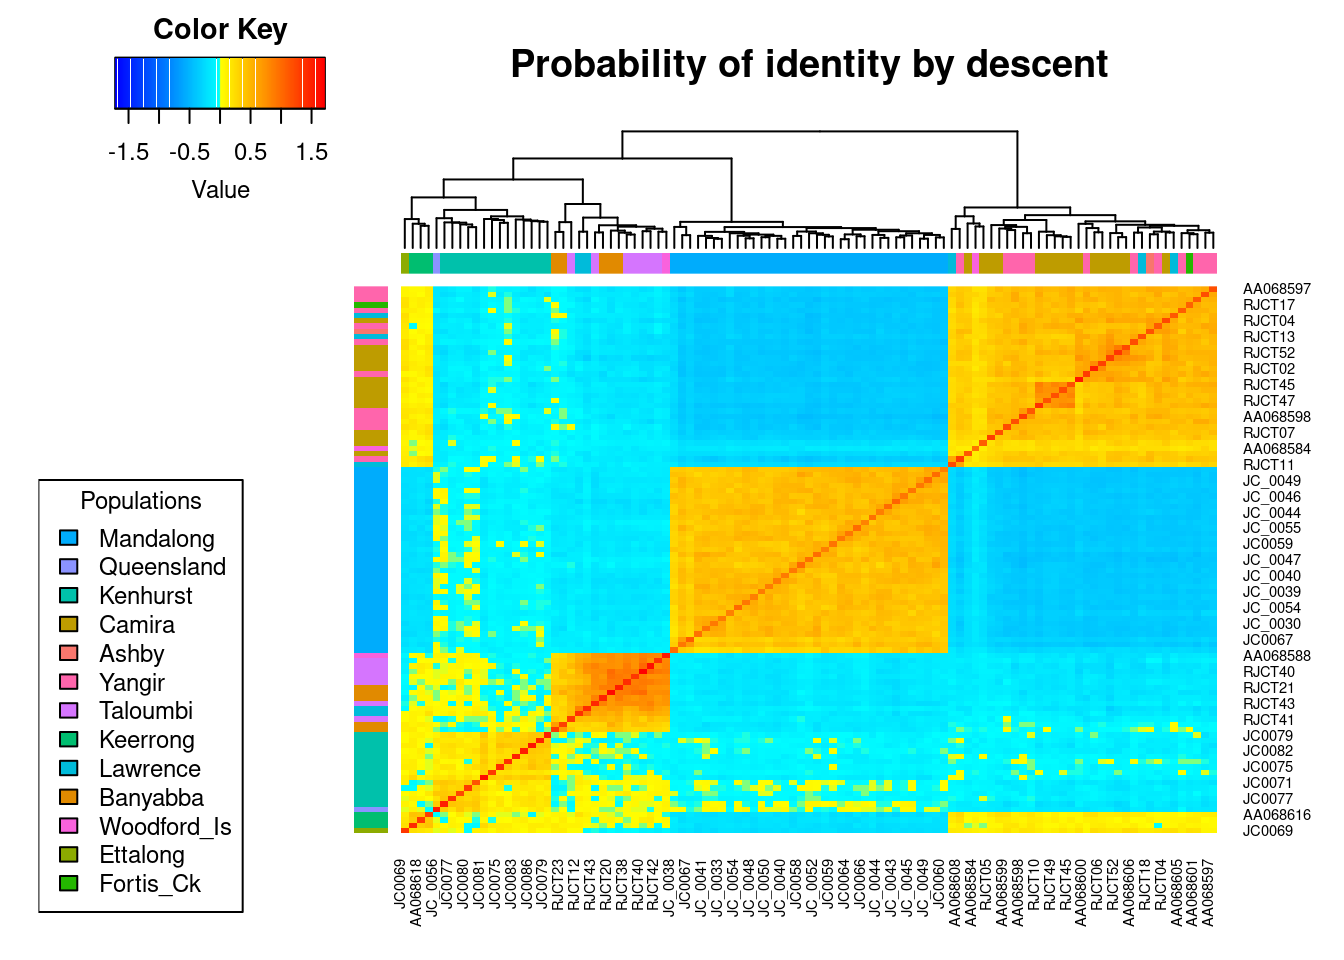 Color Key
-1.5 -0.5 0.5 1.5
Value
Probability of identity by descent
AA068597
RJCT17
RJCT04
RJCT13
RJCT52
RJCT02
RJCT45
RJCT47
AA068598
RJCT07
AA068584
RJCT11
JC_0049
JC_0046
JC_0044
JC_0055
JC0059
JC_0047
JC_0040
JC_0039
JC_0054
JC_0030
JC0067
AA068588
RJCT40
RJCT21
RJCT43
RJCT41
JC0079
JC0082
JC0075
JC0071
JC0077
AA068616
JC0069
Populations
Mandalong
Queensland
Kenhurst
Camira
Ashby
Yangir
Taloumbi
Keerrong
Lawrence
Banyabba
Woodford_Is
Ettalong
Fortis_Ck
JC0069
AA068618
JC_0056
JC0077
JC0080
JC0081
JC0075
JC0083
JC0086
JC0079
RJCT23
RJCT12
RJCT43
RJCT20
RJCT38
RJCT40
RJCT42
JC_0038
JC0067
JC_0041
JC_0033
JC_0054
JC_0048
JC_0050
JC_0040
JC0058
JC_0052
JC0059
JC0064
JC0066
JC_0044
JC_0043
JC_0045
JC_0049
JC0060
AA068608
AA068584
RJCT05
AA068599
AA068598
RJCT10
RJCT49
RJCT45
AA068600
RJCT06
RJCT52
AA068606
RJCT18
RJCT04
AA068605
AA068601
AA068597